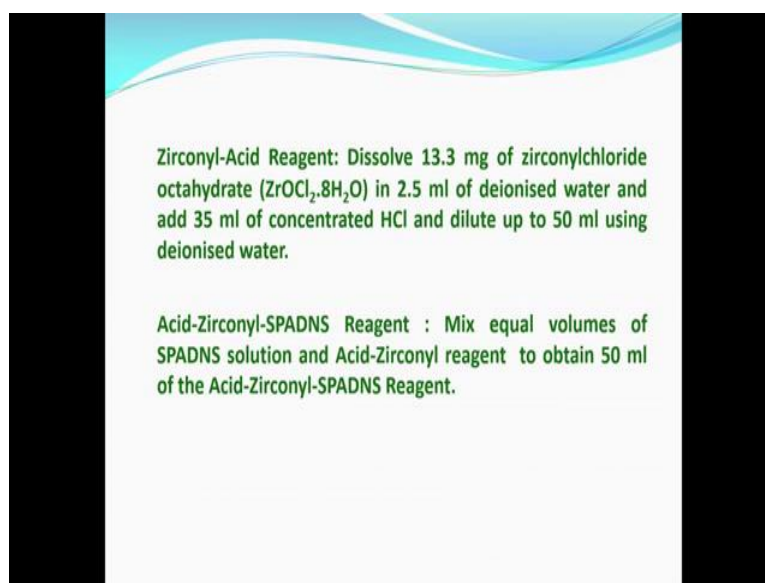 Zirconyl-Acid Reagent: Dissolve 13.3 mg of zirconylchloride
octahydrate (ZrOCl₂.8H₂O) in 2.5 ml of deionised water and
add 35 ml of concentrated HCl and dilute up to 50 ml using
deionised water.
Acid-Zirconyl-SPADNS Reagent : Mix equal volumes of
SPADNS solution and Acid-Zirconyl reagent to obtain 50 ml
of the Acid-Zirconyl-SPADNS Reagent.